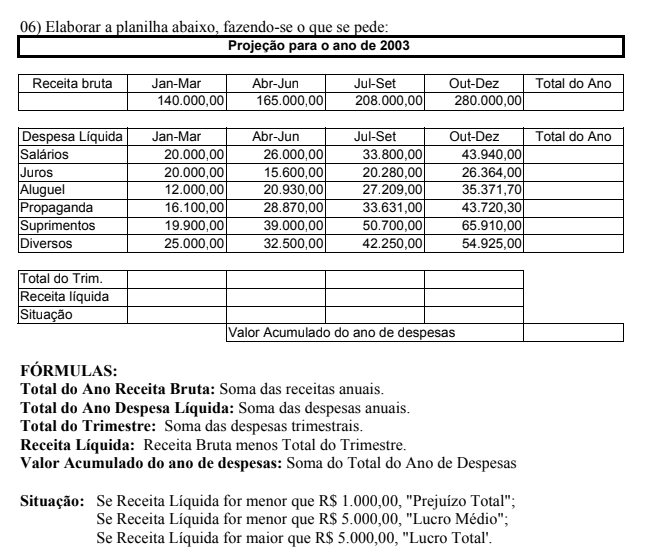 06) Elaborar a planilha abaixo, fazendo-se o que se pede:
Projeção para o ano de 2003
Receita bruta Jan-Mar Abr-Jun Jul-Set Out-Dez Total do Ano
140.000,00 165.000,00 208.000,00 280.000,00
Despesa Líquida Jan-Mar Abr-Jun Jul-Set Out-Dez Total do Ano
Salários 20.000,00 26.000,00 33.800,00 43.940,00
Juros 20.000,00 15.600,00 20.280,00 26.364,00
Aluguel 12.000,00 20.930,00 27.209,00 35.371,70
Propaganda 16.100,00 28.870,00 33.631,00 43.720,30
Suprimentos 19.900,00 39.000,00 50.700,00 65.910,00
Diversos 25.000,00 32.500,00 42.250,00 54.925,00
Total do Trim.
Receita líquida
Situação
Valor Acumulado do ano de despesas
FÓRMULAS:
Total do Ano Receita Bruta: Soma das receitas anuais.
Total do Ano Despesa Líquida: Soma das despesas anuais.
Total do Trimestre: Soma das despesas trimestrais.
Receita Líquida: Receita Bruta menos Total do Trimestre.
Valor Acumulado do ano de despesas: Soma do Total do Ano de Despesas
Situação: Se Receita Líquida for menor que R$ 1.000,00, "Prejuízo Total";
Se Receita Líquida for menor que R$ 5.000,00, "Lucro Médio";
Se Receita Líquida for maior que R$ 5.000,00, "Lucro Total'.